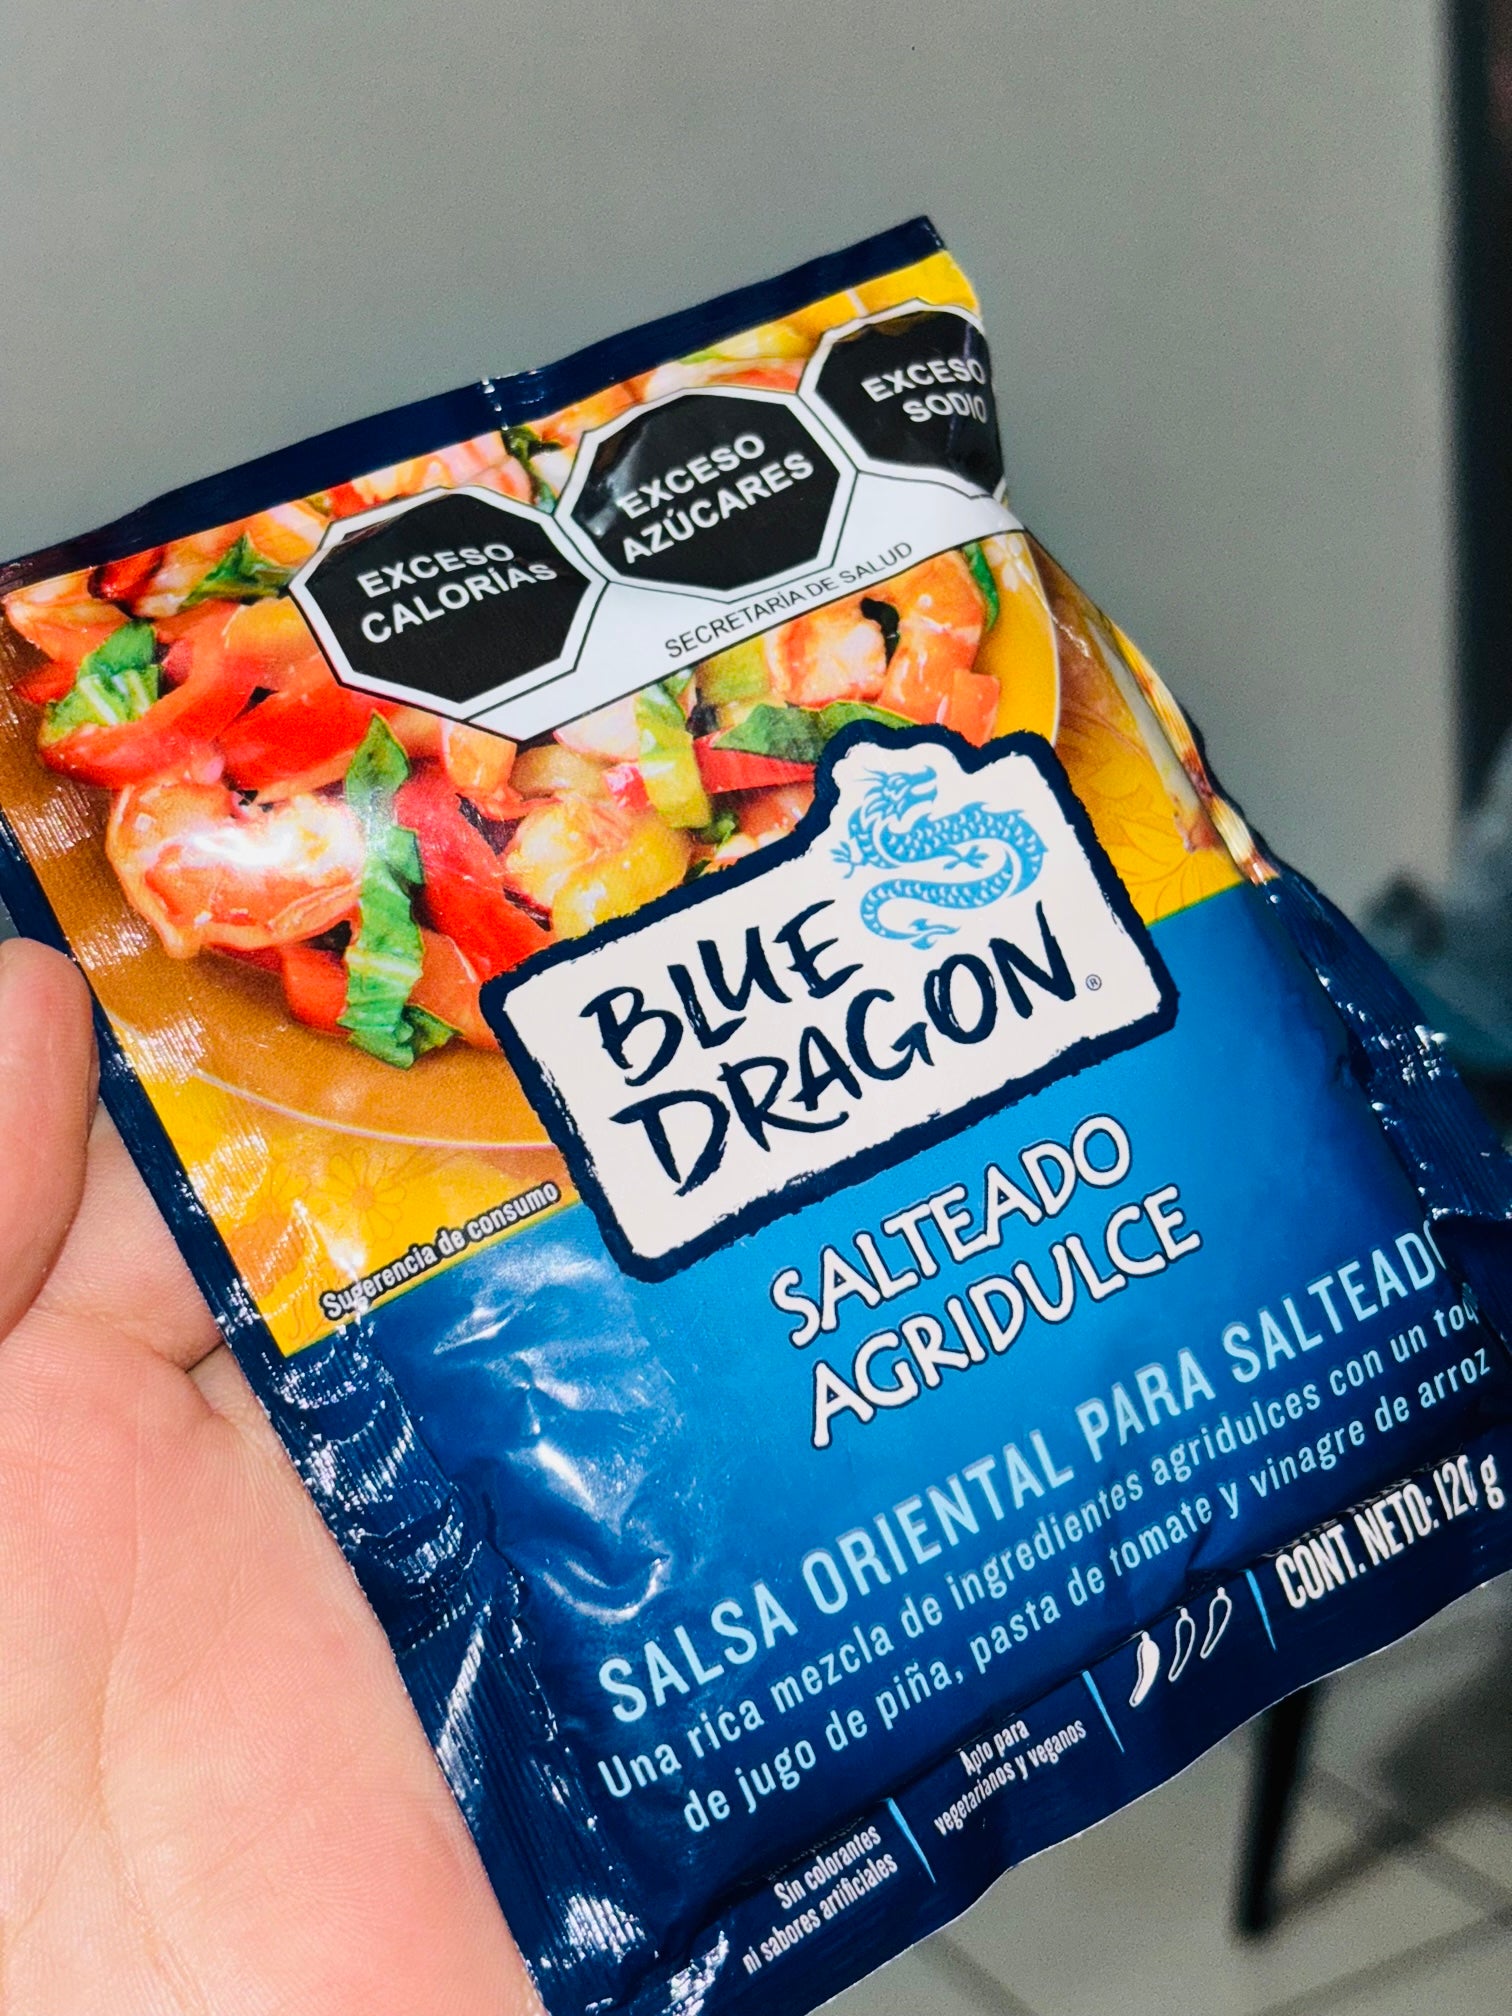 EXCESO
CALORÍAS
EXCESO
AZÚCARES
EXCESO
SODIO
SECRETARÍA DE SALUD
BLUE
DRAGON®
Sugerencia de consumo
SALTEADO
AGRIDULCE
SALSA ORIENTAL PARA
Una rica mezcla de ingredientes agridulces con un
de jugo de piña, pasta de tomate y vinagre de arroz
Sin colorantes
ni sabores artificiales
Apto para
vegetarianos y veganos
CONT. NETO: 120 g